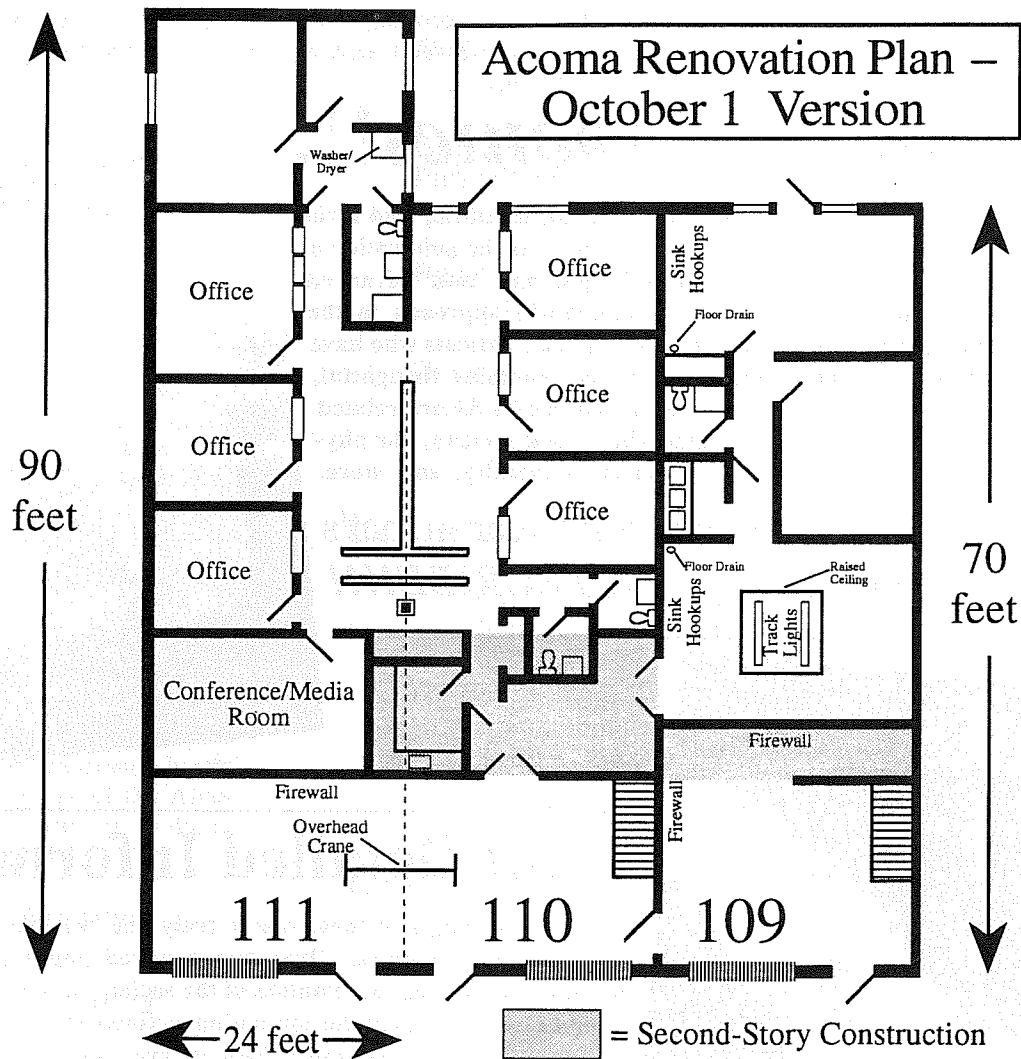 Acoma Renovation Plan –
October 1 Version
90
feet
Washer/
Dryer
Office
Office
Sink
Hookups
Floor Drain
Office
Office
Office
Office
Floor Drain
Raised
Ceiling
Sink
Hookups
Track
Lights
70
feet
Conference/Media
Room
Firewall
Firewall
Firewall
Overhead
Crane
111
110
109
24 feet
= Second-Story Construction